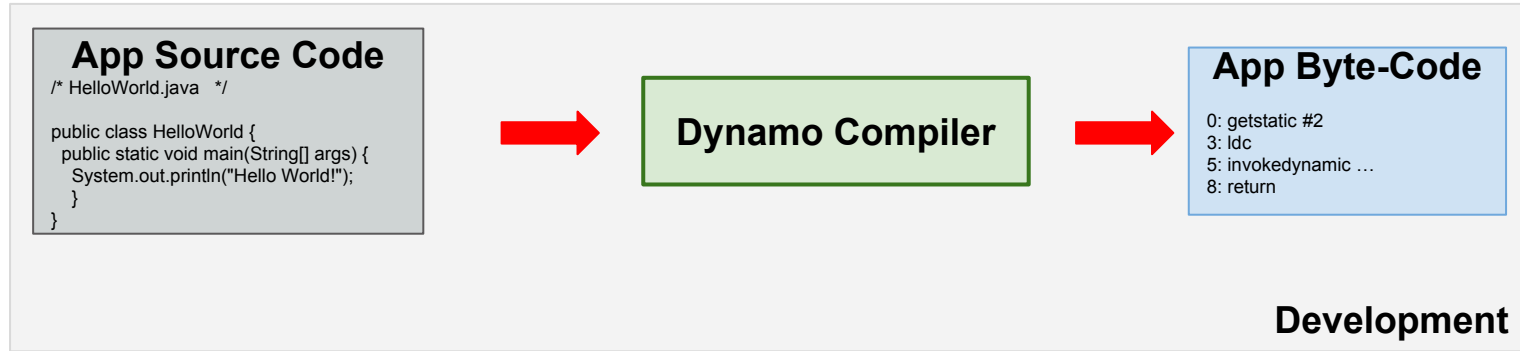 App Source Code
/* HelloWorld.java   */
public class HelloWorld {
public static void main(String[] args) {
System.out.println("Hello World!");
}
}
Dynamo Compiler
App Byte-Code
0: getstatic #2
3: ldc
5: invokedynamic …
8: return
Development